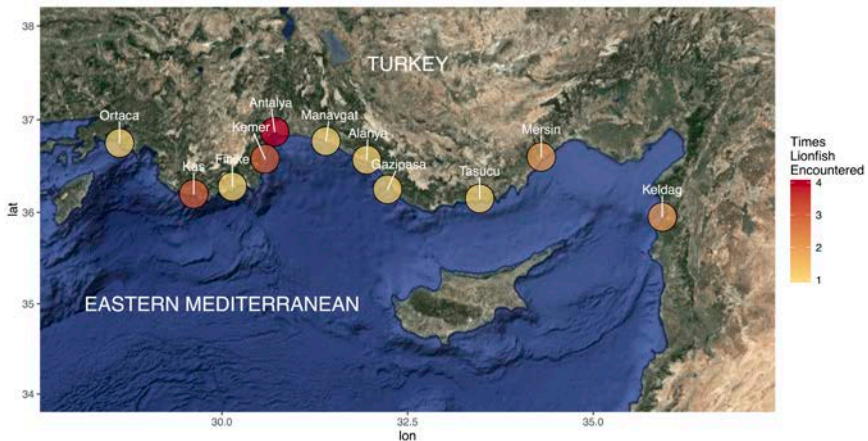 38
37
36
35
34
lat
TURKEY
Ortaca
Antalya
Kemer
Manavgat
Alanya
Kas
Finike
Gazipasa
Tasucu
Mersin
Keldag
EASTERN MEDITERRANEAN
30.0
32.5
35.0
lon
Times
Lionfish
Encountered
4
3
2
1